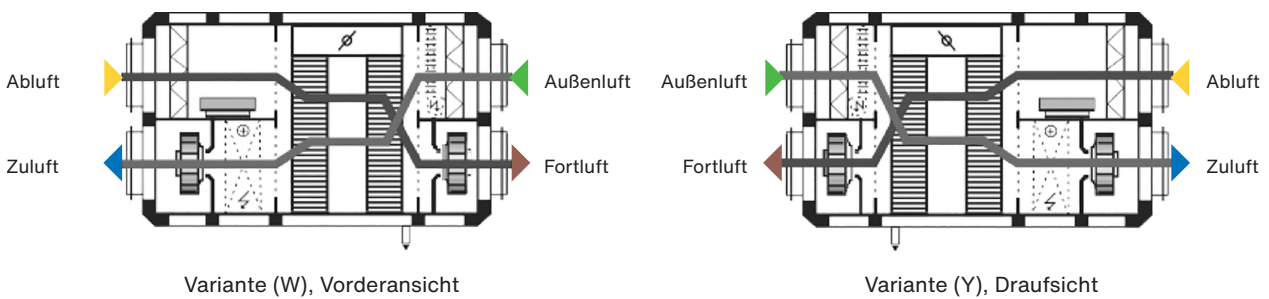 Abluft
Außenluft
Zuluft
Fortluft
Variante (W), Vorderansicht
Außenluft
Abluft
Fortluft
Zuluft
Variante (Y), Draufsicht